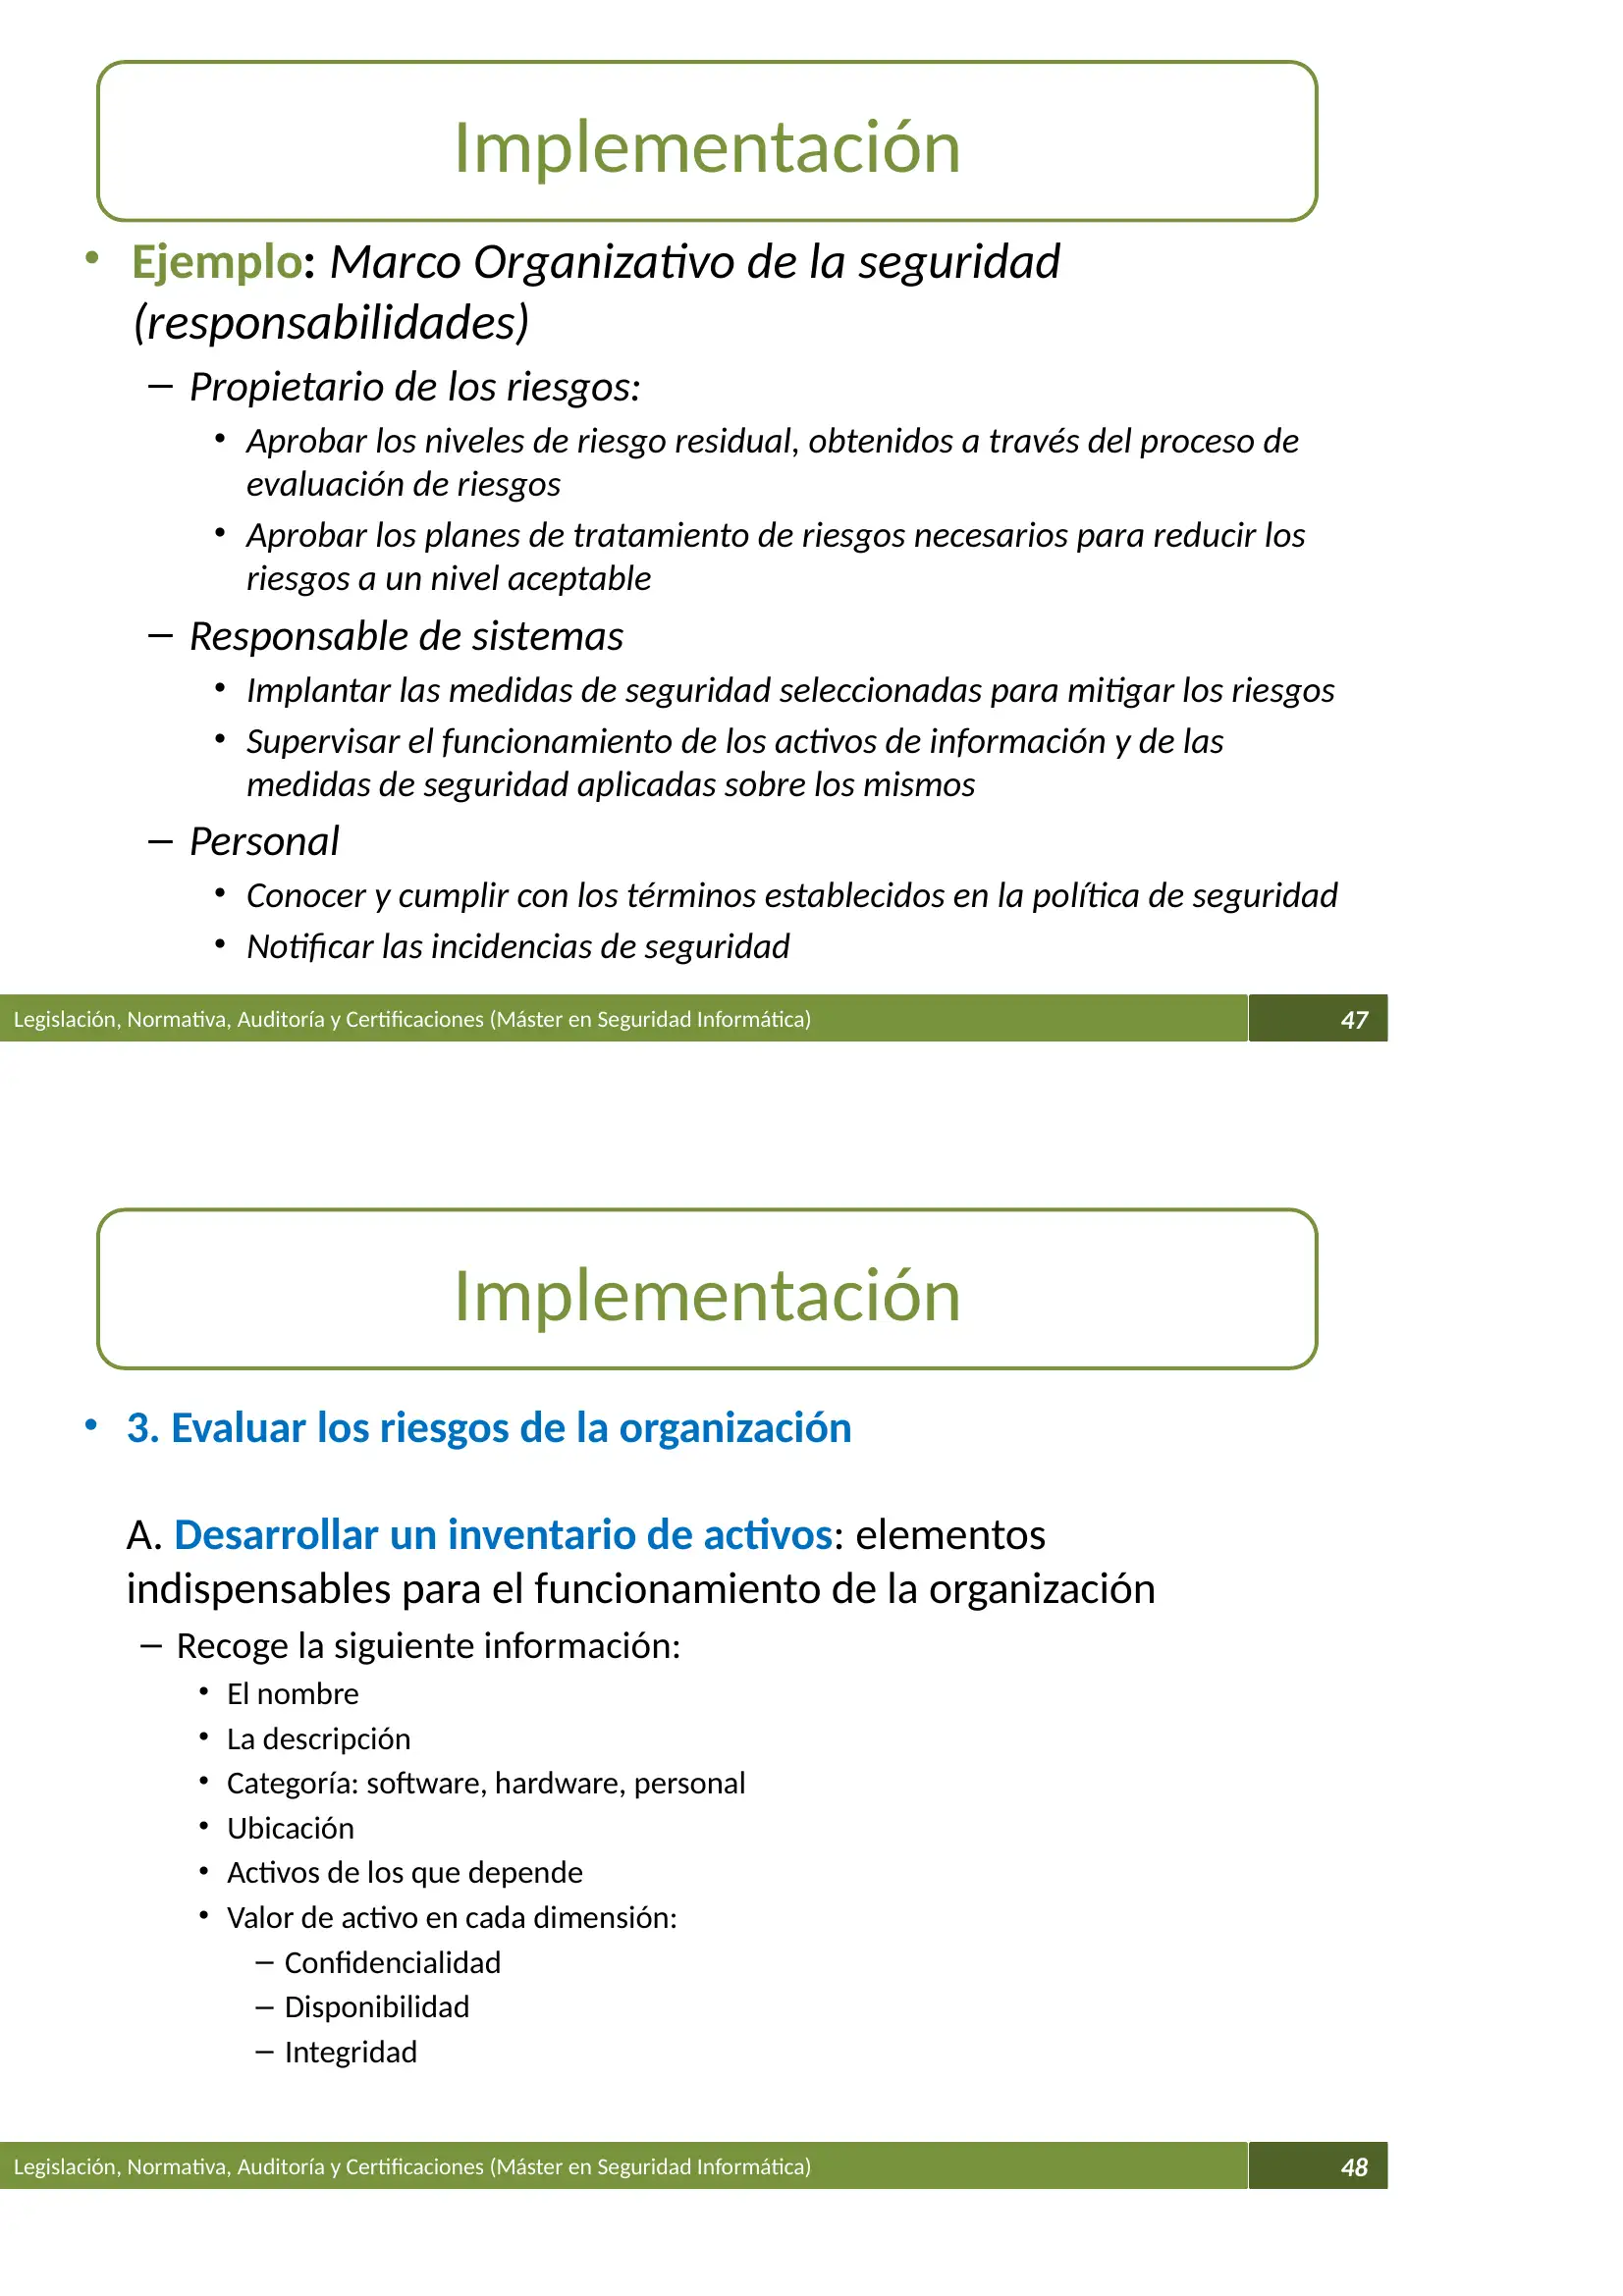 Implementación
• Ejemplo: Marco Organizativo de la seguridad
(responsabilidades)
– Propietario de los riesgos:
• Aprobar los niveles de riesgo residual, obtenidos a través del proceso de
evaluación de riesgos
• Aprobar los planes de tratamiento de riesgos necesarios para reducir los
riesgos a un nivel aceptable
– Responsable de sistemas
• Implantar las medidas de seguridad seleccionadas para mitigar los riesgos
• Supervisar el funcionamiento de los activos de información y de las
medidas de seguridad aplicadas sobre los mismos
– Personal
• Conocer y cumplir con los términos establecidos en la política de seguridad
• Notificar las incidencias de seguridad
Legislación, Normativa, Auditoría y Certificaciones (Máster en Seguridad Informática) 47
Implementación
• 3. Evaluar los riesgos de la organización
A. Desarrollar un inventario de activos: elementos
indispensables para el funcionamiento de la organización
– Recoge la siguiente información:
• El nombre
• La descripción
• Categoría: software, hardware, personal
• Ubicación
• Activos de los que depende
• Valor de activo en cada dimensión:
– Confidencialidad
– Disponibilidad
– Integridad
Legislación, Normativa, Auditoría y Certificaciones (Máster en Seguridad Informática) 48